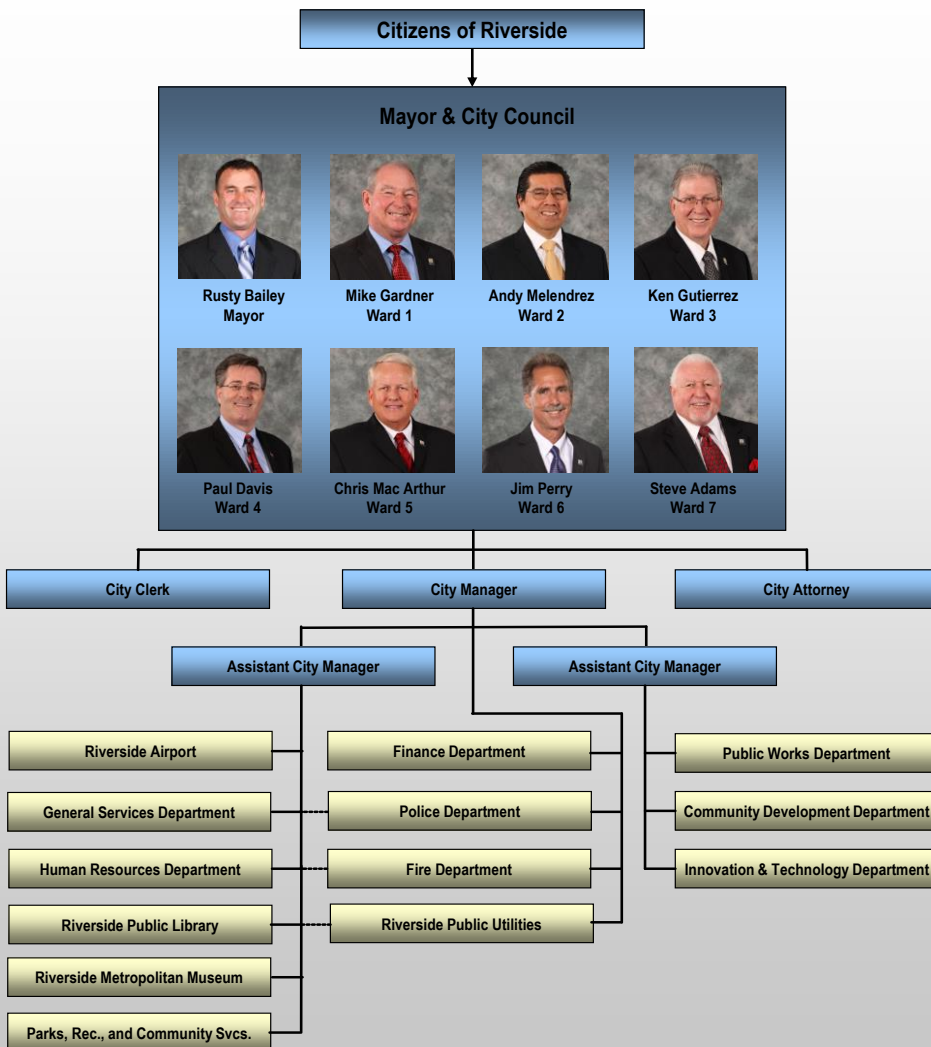 Citizens of Riverside
Mayor & City Council
Rusty Bailey
Mayor
Mike Gardner
Ward 1
Andy Melendrez
Ward 2
Ken Gutierrez
Ward 3
Paul Davis
Ward 4
Chris Mac Arthur
Ward 5
Jim Perry
Ward 6
Steve Adams
Ward 7
City Clerk
City Manager
City Attorney
Assistant City Manager
Assistant City Manager
Riverside Airport
Finance Department
Public Works Department
General Services Department
Police Department
Community Development Department
Human Resources Department
Fire Department
Innovation & Technology Department
Riverside Public Library
Riverside Public Utilities
Riverside Metropolitan Museum
Parks, Rec., and Community Svcs.